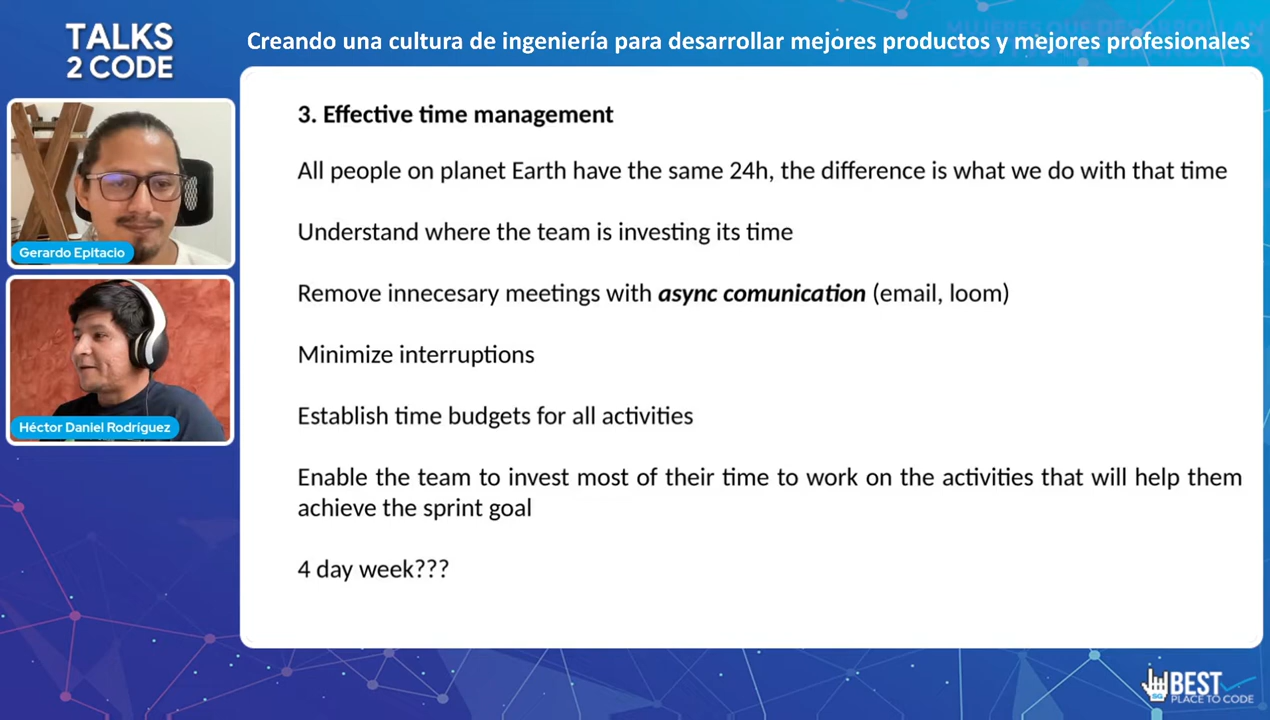 TALKS
2 CODE
Creando una cultura de ingeniería para desarrollar mejores productos y mejores profesionales
Gerardo Epitacio
Héctor Daniel Rodríguez
3. Effective time management
All people on planet Earth have the same 24h, the difference is what we do with that time
Understand where the team is investing its time
Remove innecesary meetings with async comunication (email, loom)
Minimize interruptions
Establish time budgets for all activities
Enable the team to invest most of their time to work on the activities that will help them
achieve the sprint goal
4 day week???
SG BEST
PLACE TO CODE